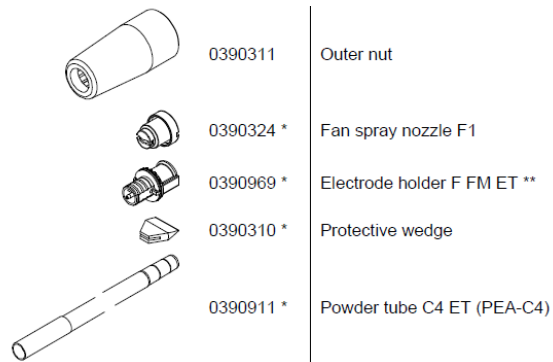 0390311 Outer nut
0390324 * Fan spray nozzle F1
0390969 * Electrode holder F FM ET **
0390310 * Protective wedge
0390911 * Powder tube C4 ET (PEA-C4)